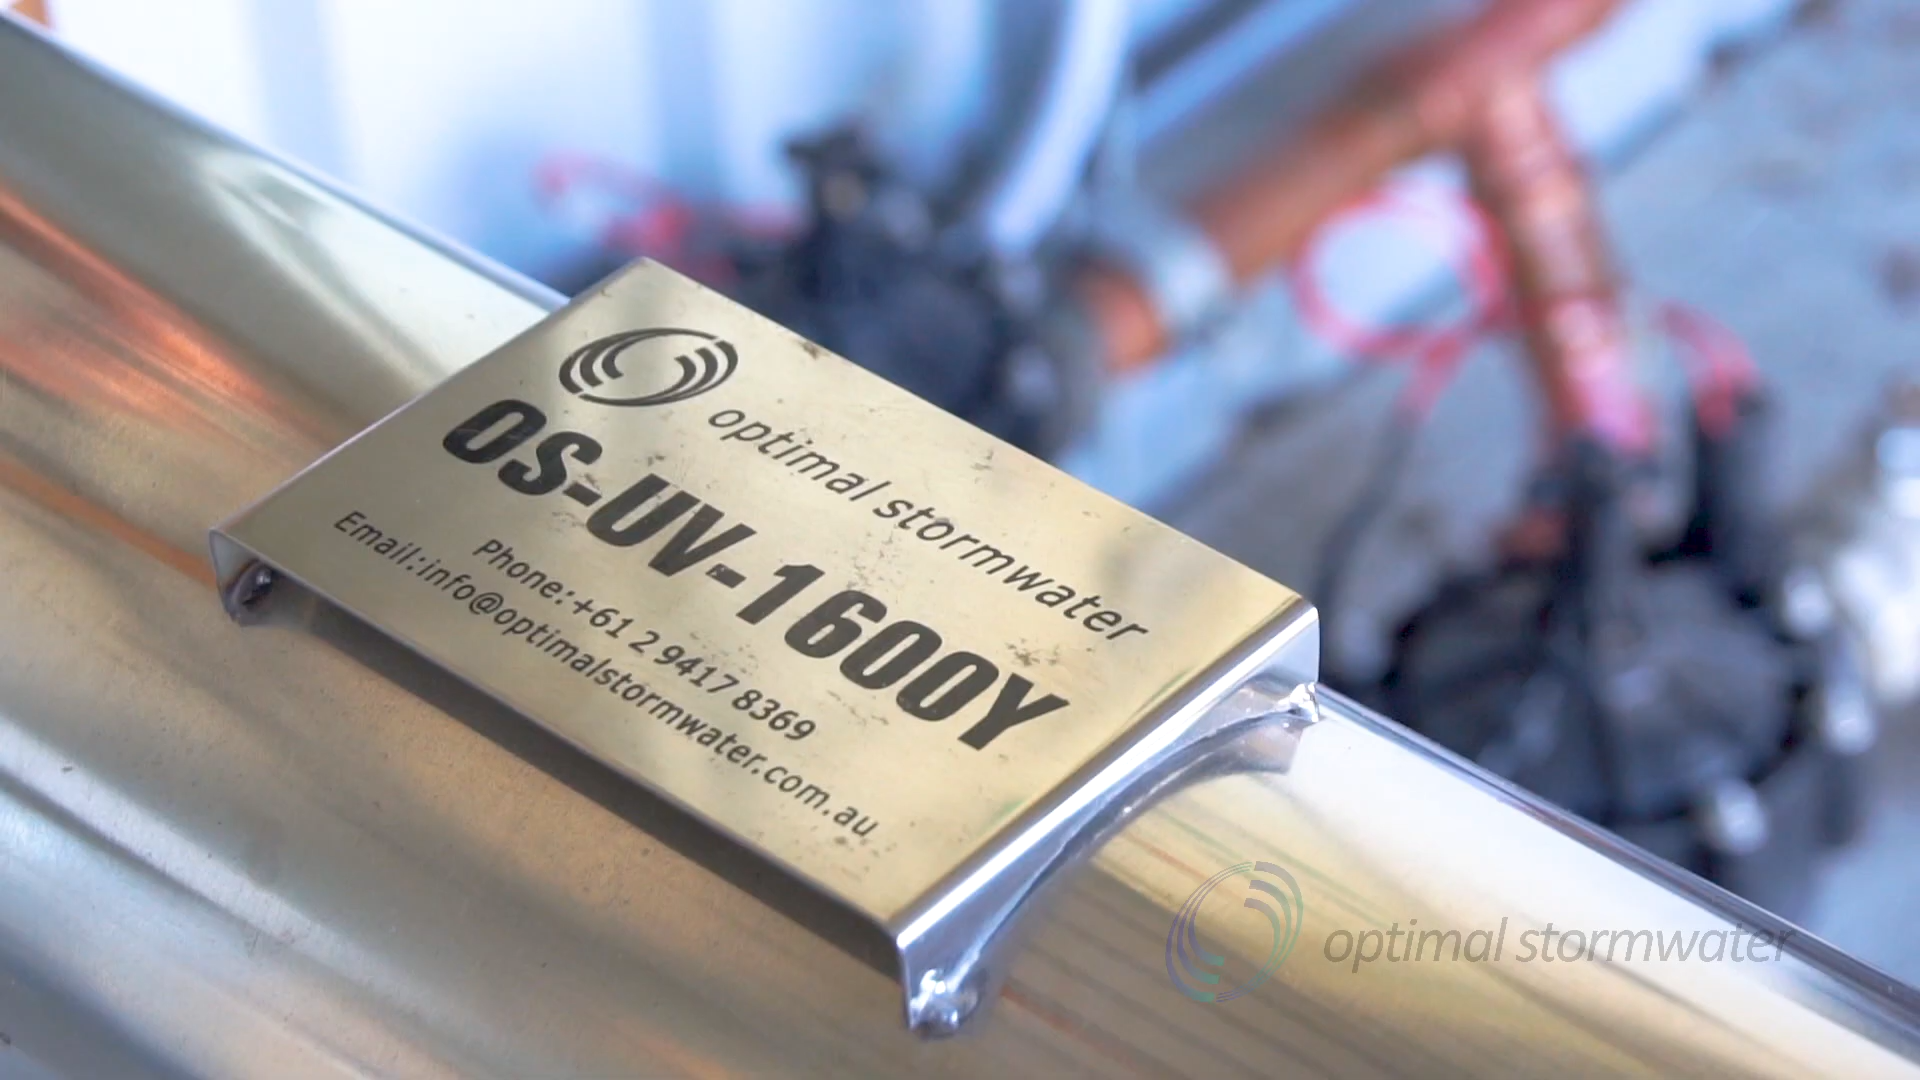 optimal stormwater
OS-UV-1600Y
Phone:+61 2 9417 8369
Email:info@optimalstormwater.com.au
optimal stormwater